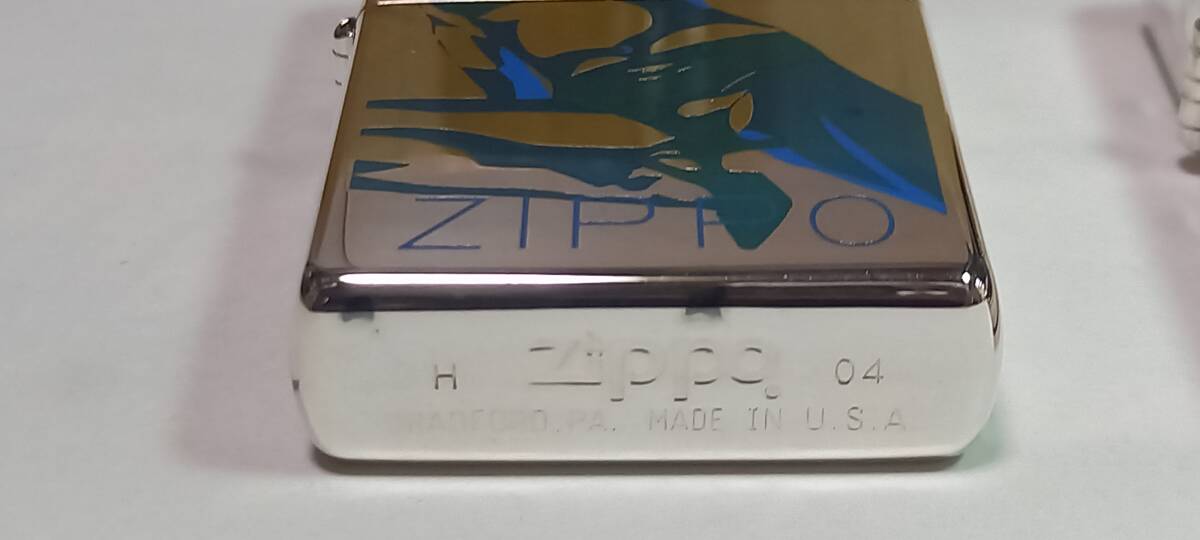 ZIPPO
H Zippo 04
BRADFORD, PA. MADE IN U.S.A